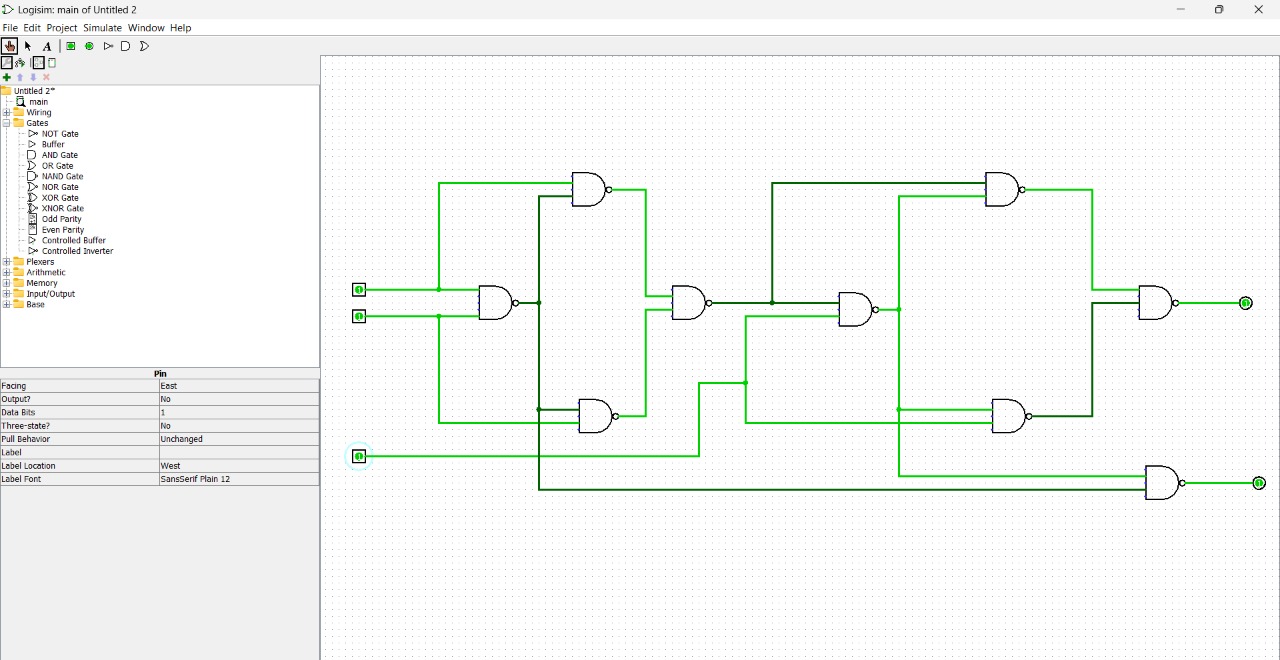 Logisim: main of Untitled 2
File Edit Project Simulate Window Help
A
Untitled 2*
main
Wiring
Gates
NOT Gate
Buffer
AND Gate
OR Gate
NAND Gate
NOR Gate
XOR Gate
XNOR Gate
Odd Parity
Even Parity
Controlled Buffer
Controlled Inverter
Plexers
Arithmetic
Memory
Input/Output
Base
Pin
Facing East
Output? No
Data Bits 1
Three-state? No
Pull Behavior Unchanged
Label
Label Location West
Label Font SansSerif Plain 12
1
1
1
1
1